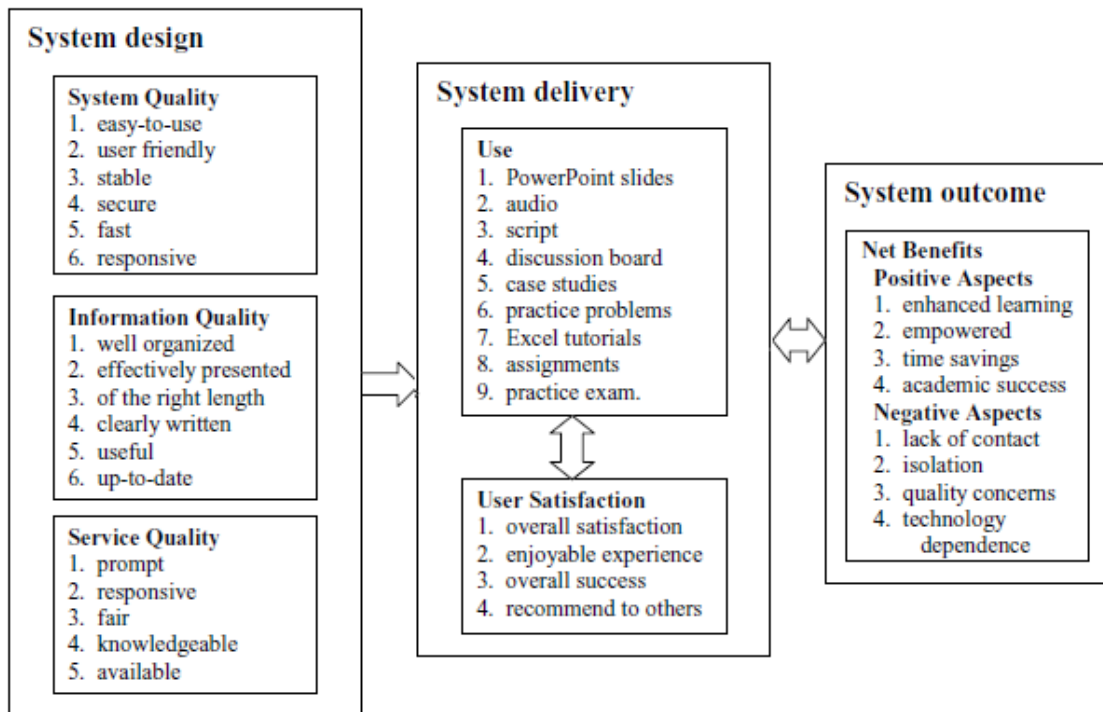 System design
System Quality
1. easy-to-use
2. user friendly
3. stable
4. secure
5. fast
6. responsive
Information Quality
1. well organized
2. effectively presented
3. of the right length
4. clearly written
5. useful
6. up-to-date
Service Quality
1. prompt
2. responsive
3. fair
4. knowledgeable
5. available
System delivery
Use
1. PowerPoint slides
2. audio
3. script
4. discussion board
5. case studies
6. practice problems
7. Excel tutorials
8. assignments
9. practice exam.
User Satisfaction
1. overall satisfaction
2. enjoyable experience
3. overall success
4. recommend to others
System outcome
Net Benefits
Positive Aspects
1. enhanced learning
2. empowered
3. time savings
4. academic success
Negative Aspects
1. lack of contact
2. isolation
3. quality concerns
4. technology
dependence